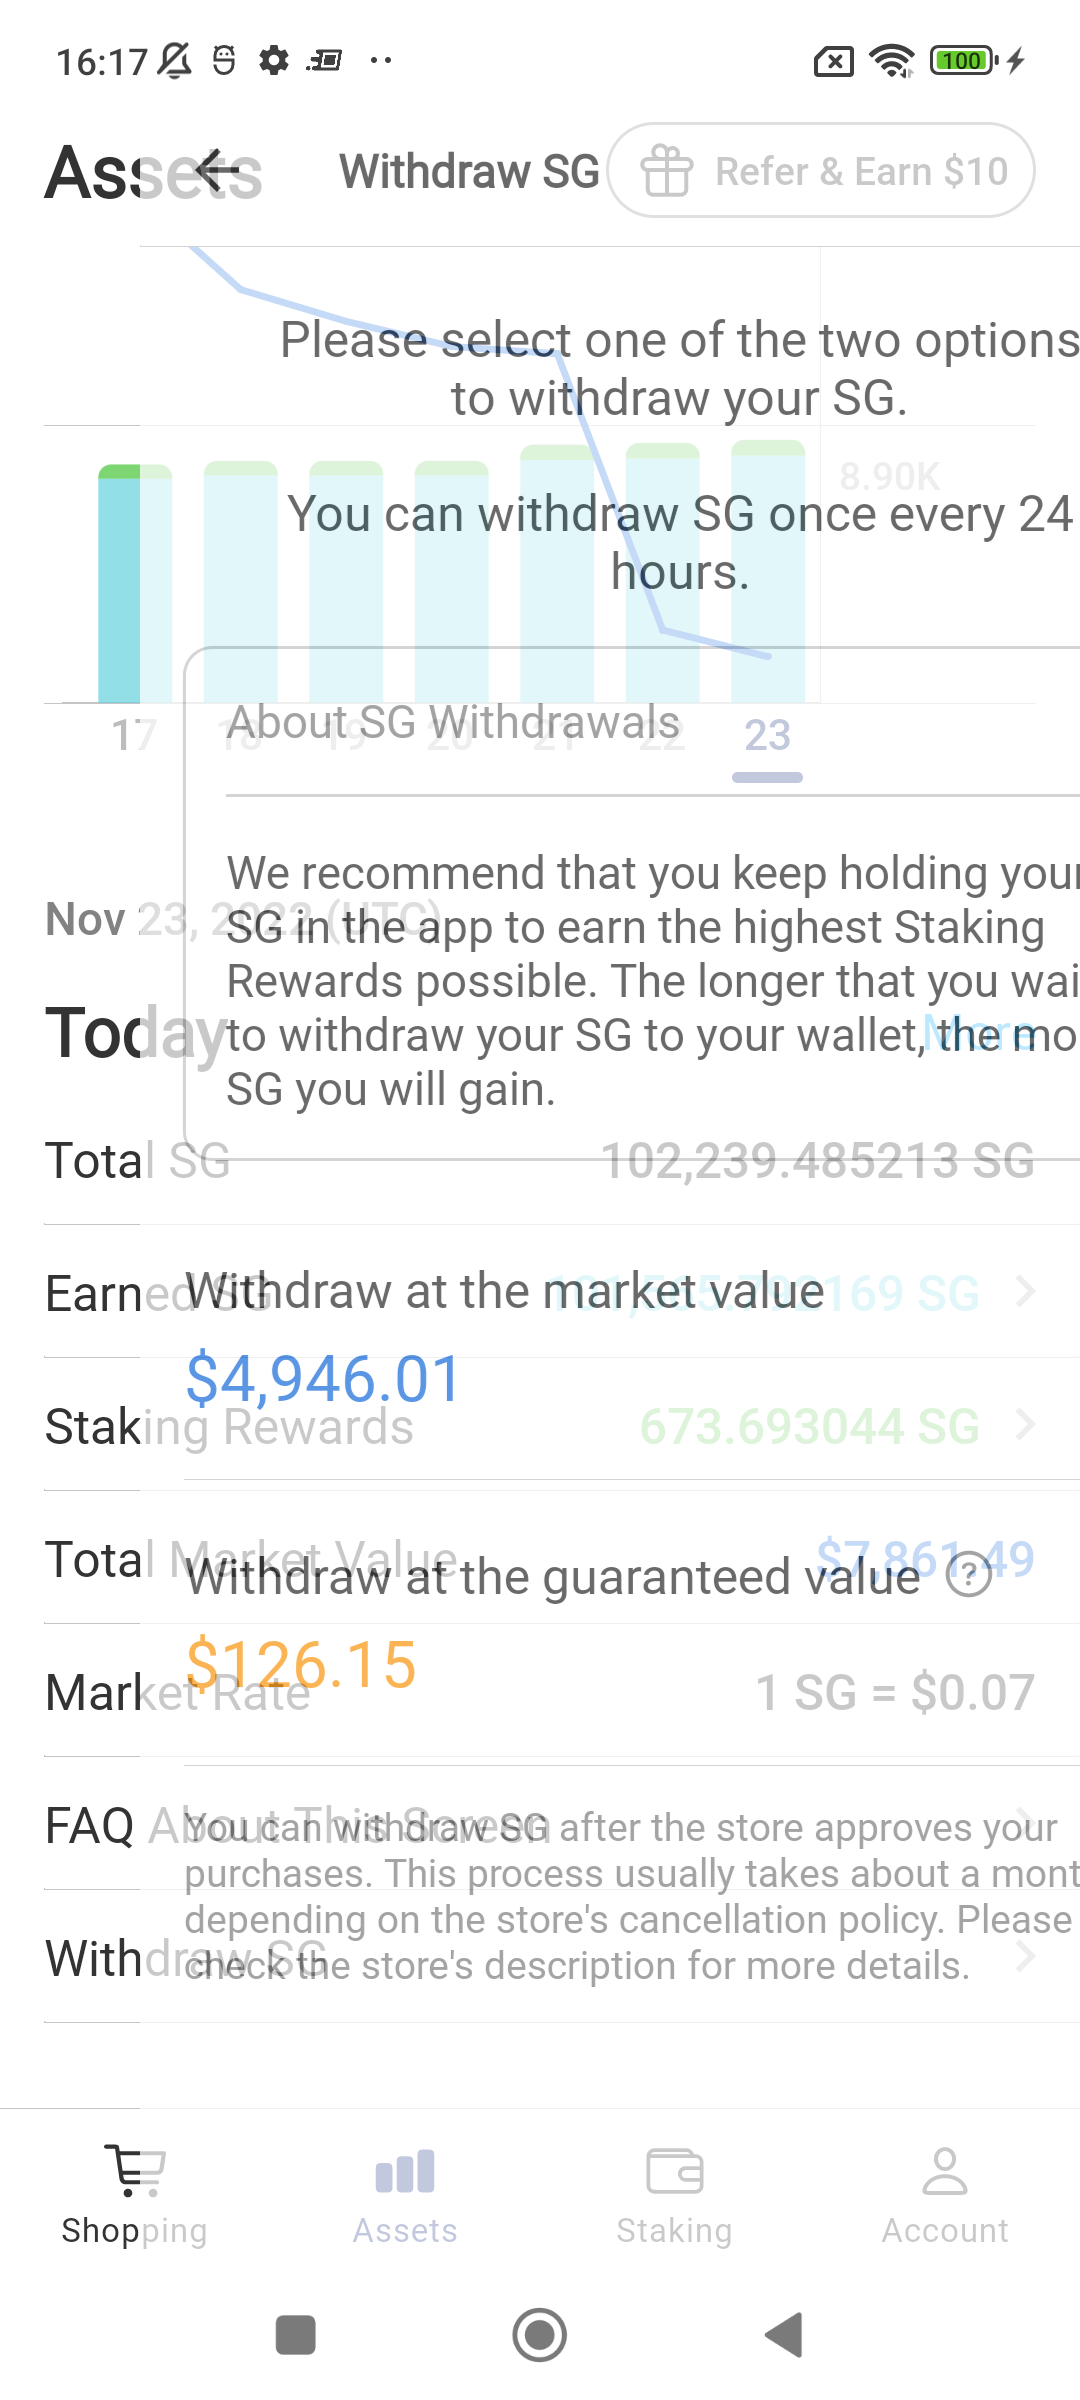 16:17
100
Assets
Withdraw SG
Refer & Earn $10
Please select one of the two options
to withdraw your SG.
8.90K
You can withdraw SG once every 24
hours.
17 18 19 20 21 22 23
About SG Withdrawals
We recommend that you keep holding your
SG in the app to earn the highest Staking
Rewards possible. The longer that you wai
to withdraw your SG to your wallet, the mo
SG you will gain.
Nov 23, 2022 (UTC)
Today
More
Total SG
102,239.485213 SG
Earned SG
169 SG
Withdraw at the market value
$4,946.01
Staking Rewards
673.693044 SG
Total Market Value
$7,861.49
Withdraw at the guaranteed value ?
$126.15
Market Rate
1 SG = $0.07
FAQ About This Screen
You can withdraw SG after the store approves your
purchases. This process usually takes about a mont
depending on the store's cancellation policy. Please
check the store's description for more details.
Withdraw SG
Shopping
Assets
Staking
Account